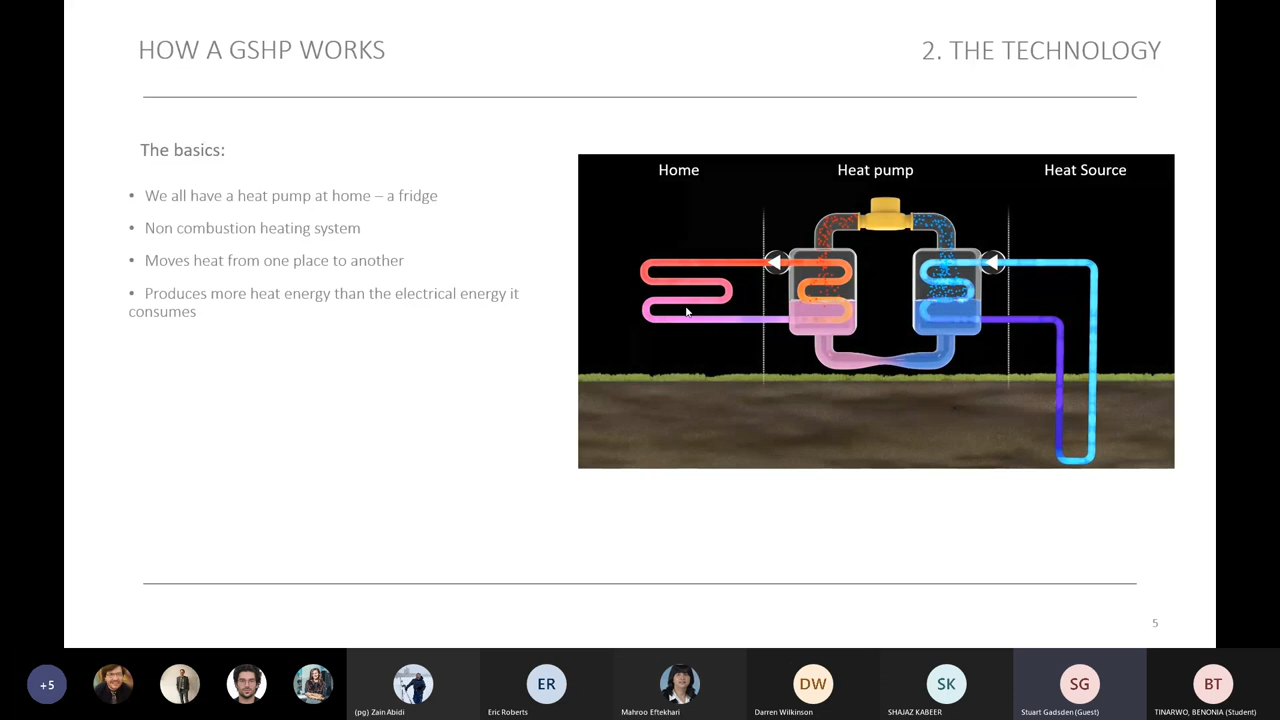 HOW A GSHP WORKS
2. THE TECHNOLOGY
The basics:
• We all have a heat pump at home – a fridge
• Non combustion heating system
• Moves heat from one place to another
• Produces more heat energy than the electrical energy it
consumes
Home
Heat pump
Heat Source
5
+5
ER
DW
SK
SG
BT
(pg) Zain Abidi
Eric Roberts
Mahroo Eftekhari
Darren Wilkinson
SHAJAZ KABEER
Stuart Gadsden (Guest)
TINARWO, BENONIA (Student)